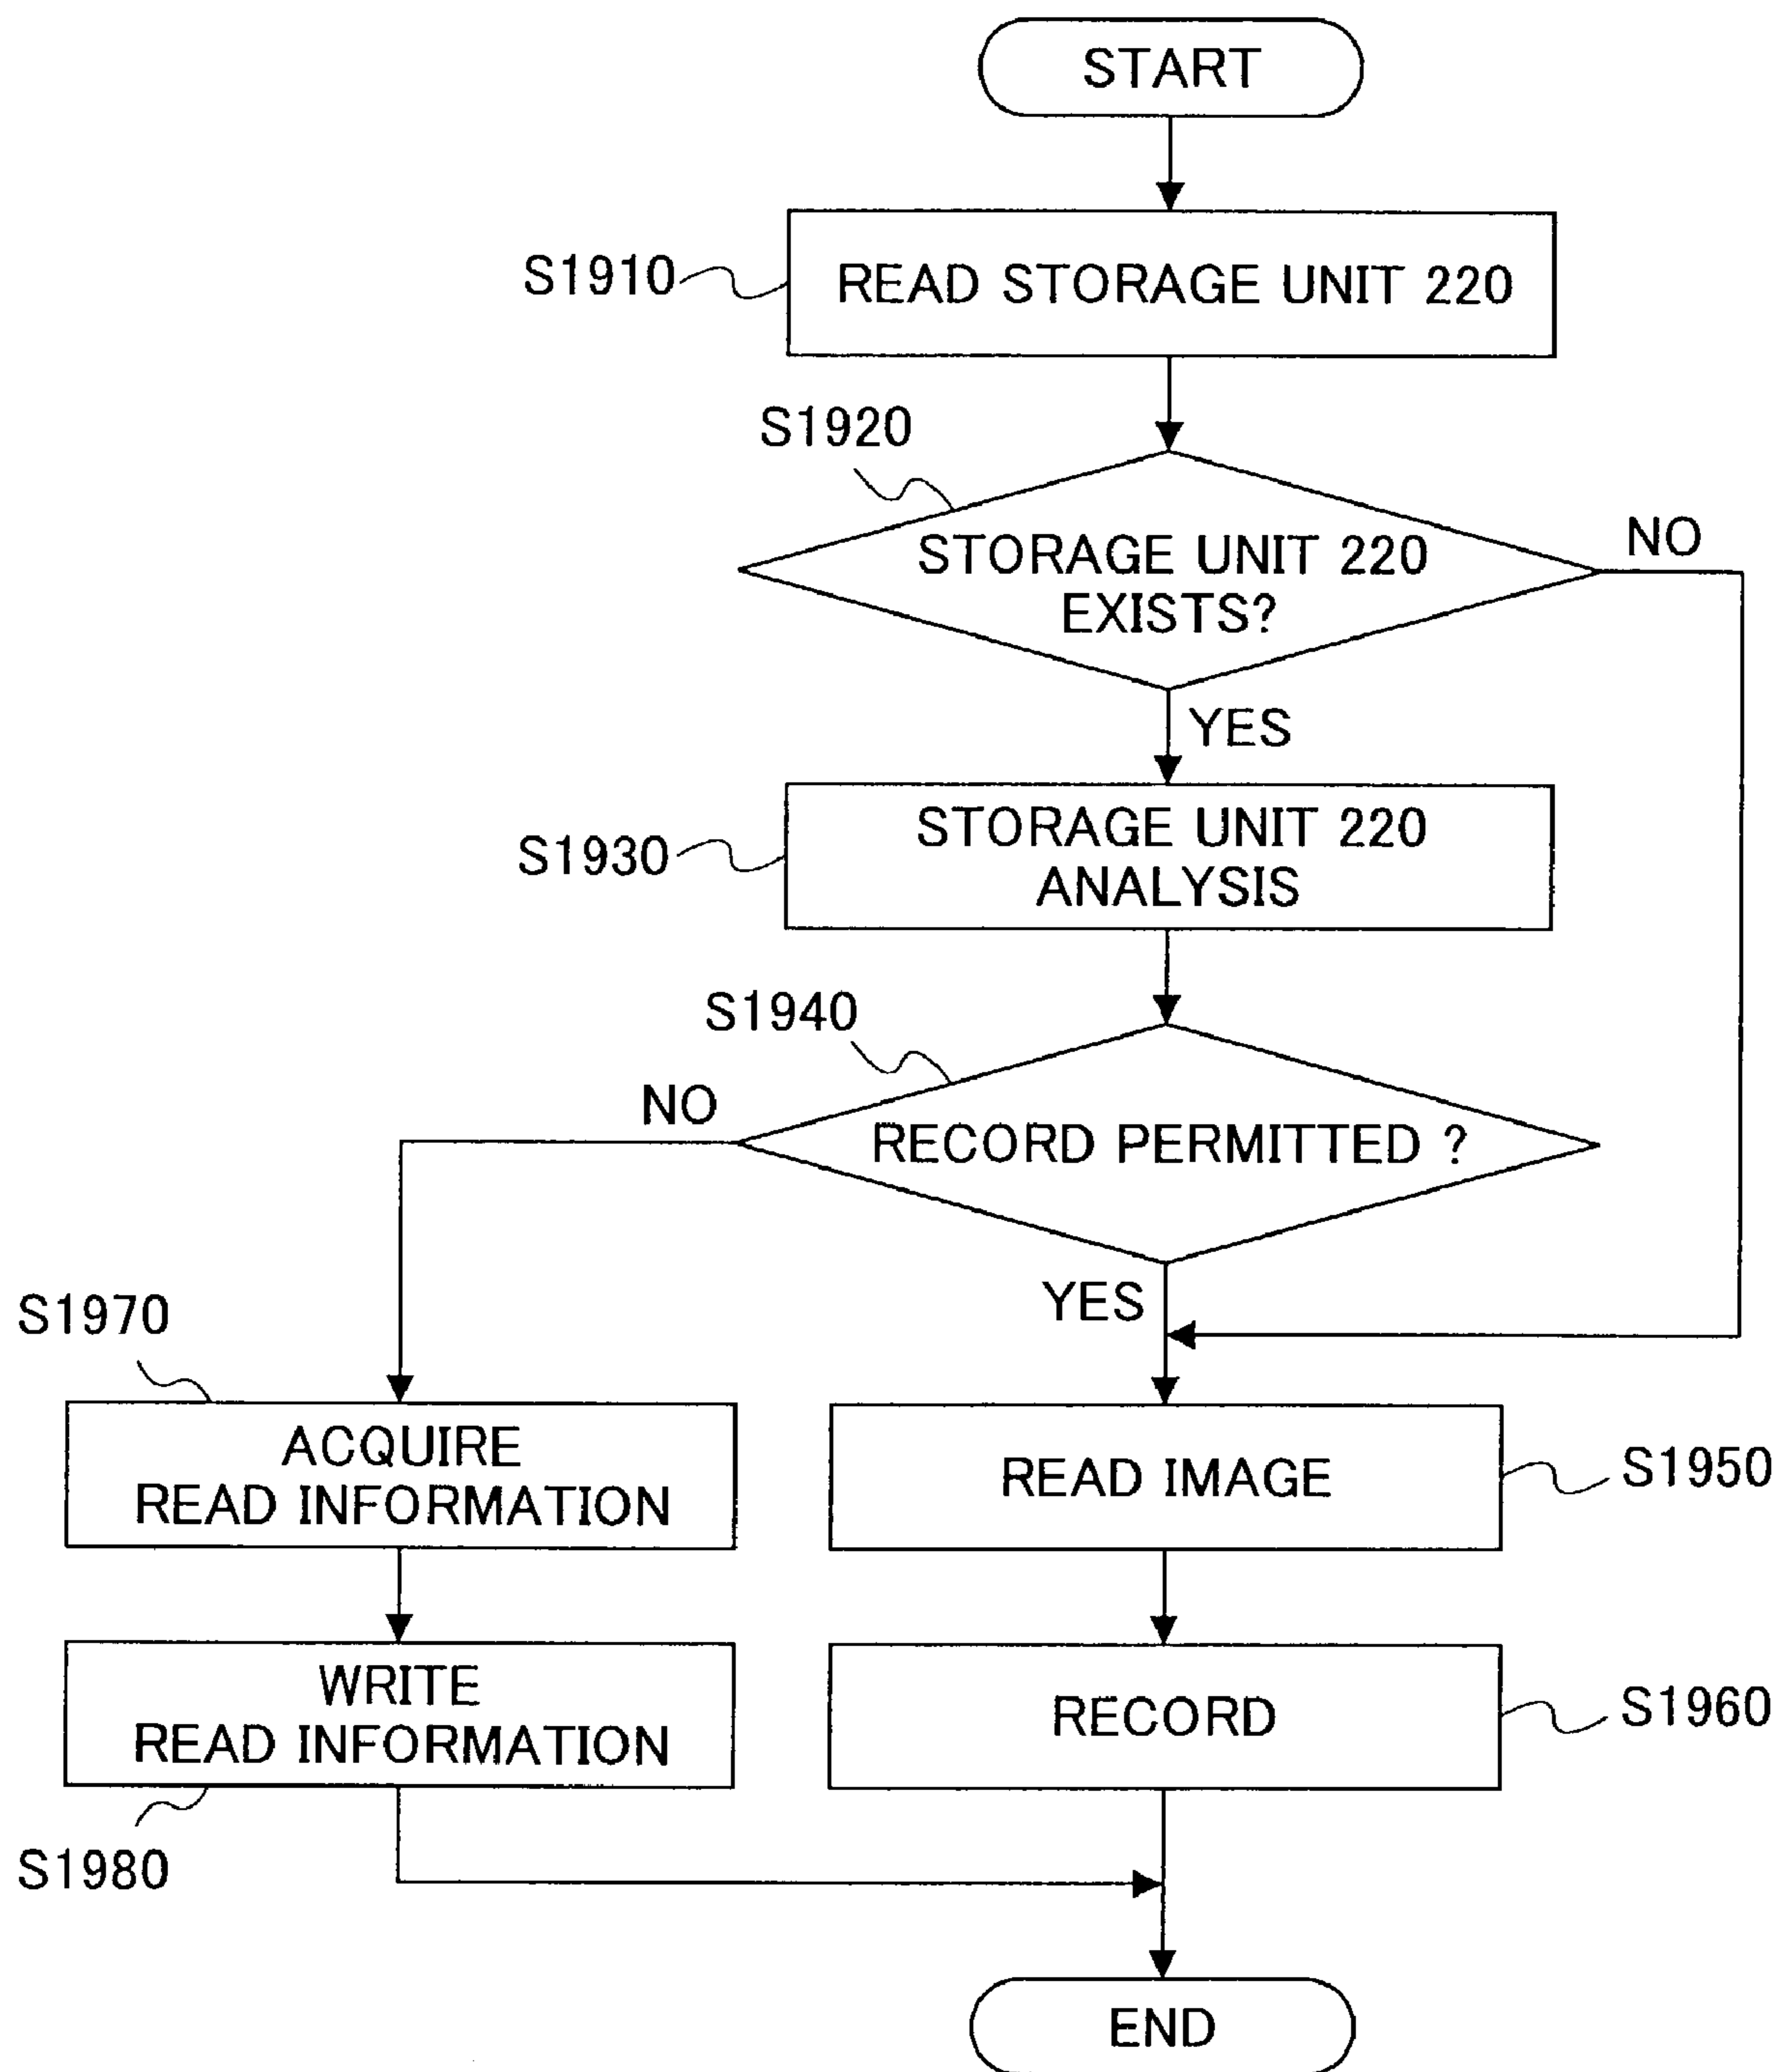 START
S1910
READ STORAGE UNIT 220
S1920
STORAGE UNIT 220
EXISTS?
NO
YES
S1930
STORAGE UNIT 220
ANALYSIS
S1940
NO
RECORD PERMITTED ?
YES
S1970
ACQUIRE
READ INFORMATION
READ IMAGE
S1950
WRITE
READ INFORMATION
RECORD
S1960
S1980
END